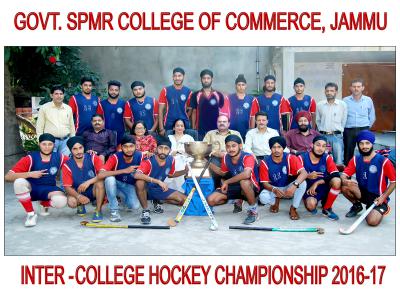 GOVT. SPMR COLLEGE OF COMMERCE, JAMMU
INTER -COLLEGE HOCKEY CHAMPIONSHIP 2016-17